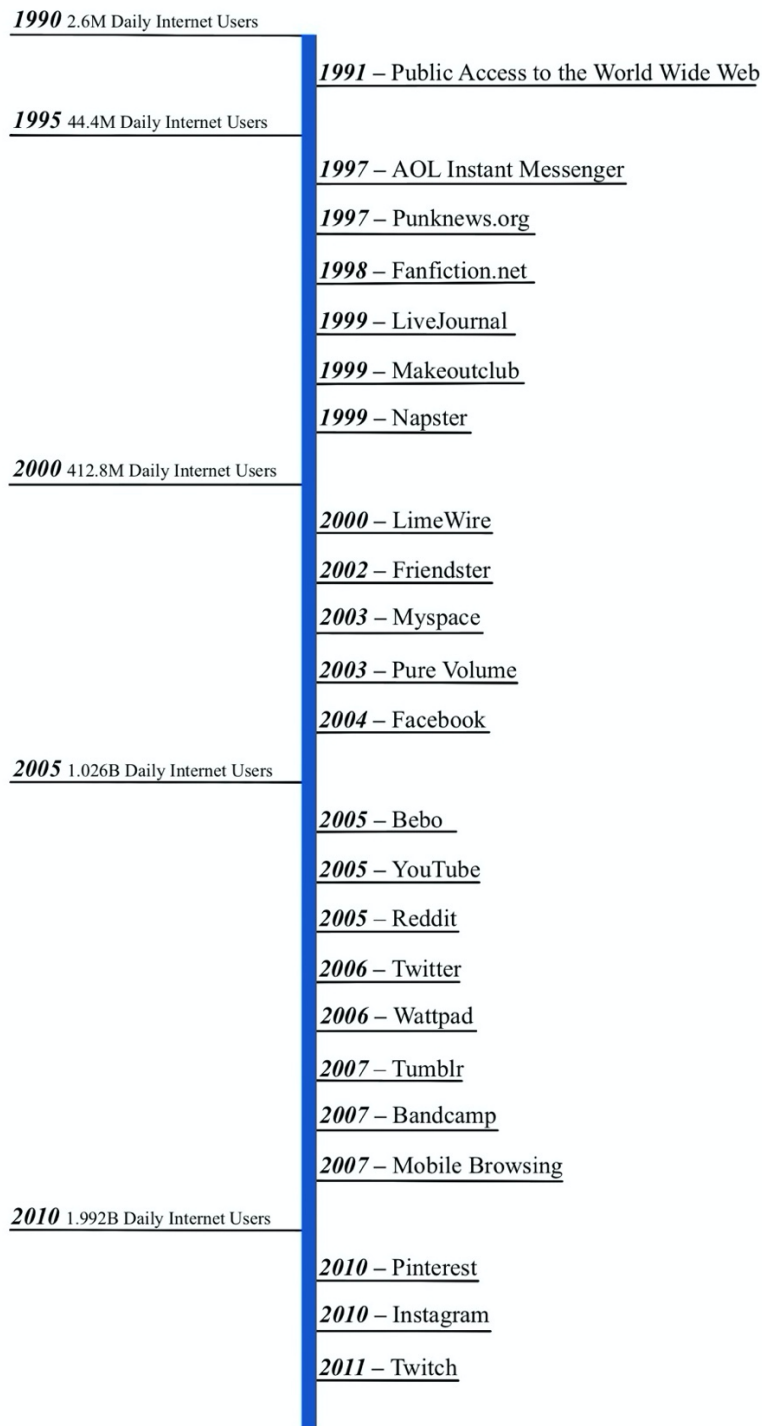 1990 2.6M Daily Internet Users
1991 – Public Access to the World Wide Web
1995 44.4M Daily Internet Users
1997 – AOL Instant Messenger
1997 – Punknews.org
1998 – Fanfiction.net
1999 – LiveJournal
1999 – Makeoutclub
1999 – Napster
2000 412.8M Daily Internet Users
2000 – LimeWire
2002 – Friendster
2003 – Myspace
2003 – Pure Volume
2004 – Facebook
2005 1.026B Daily Internet Users
2005 – Bebo
2005 – YouTube
2005 – Reddit
2006 – Twitter
2006 – Wattpad
2007 – Tumblr
2007 – Bandcamp
2007 – Mobile Browsing
2010 1.992B Daily Internet Users
2010 – Pinterest
2010 – Instagram
2011 – Twitch